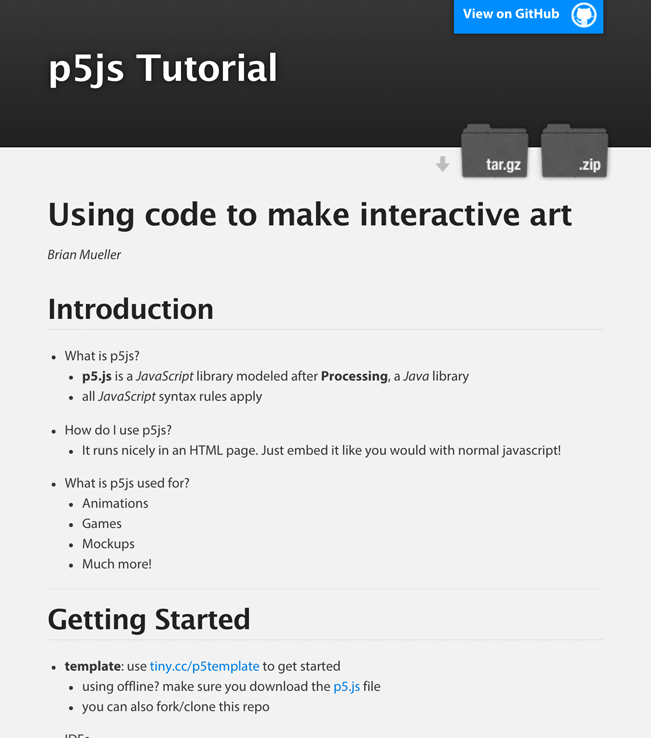 View on GitHub
p5js Tutorial
tar.gz
.zip
Using code to make interactive art
Brian Mueller
Introduction
What is p5js?
p5.js is a JavaScript library modeled after Processing, a Java library
all JavaScript syntax rules apply
How do I use p5js?
It runs nicely in an HTML page. Just embed it like you would with normal javascript!
What is p5js used for?
Animations
Games
Mockups
Much more!
Getting Started
template: use tiny.cc/p5template to get started
using offline? make sure you download the p5.js file
you can also fork/clone this repo